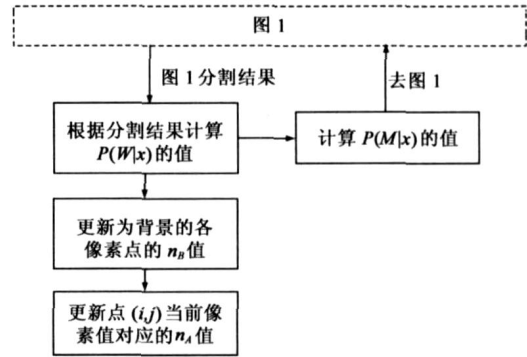 图 1
图 1 分割结果
去图 1
根据分割结果计算
P(W|x) 的值
计算 P(M|x) 的值
更新为背景的各
像素点的 n_B 值
更新点 (i,j) 当前像
素值对应的 n_A 值